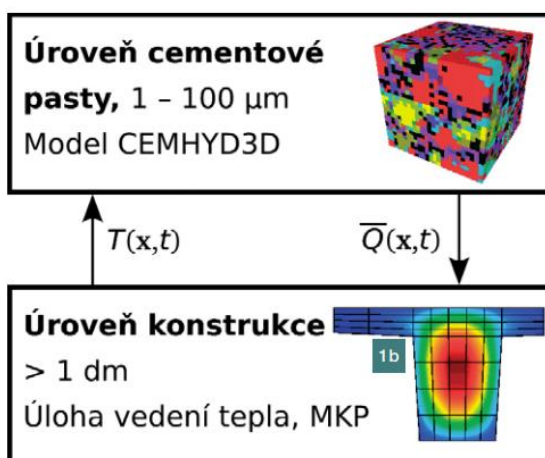 Úroveň cementové
pasty, 1 – 100 μm
Model CEMHYD3D
T(x,t)
Q̅(x,t)
Úroveň konstrukce
1b
> 1 dm
Úloha vedení tepla, MKP